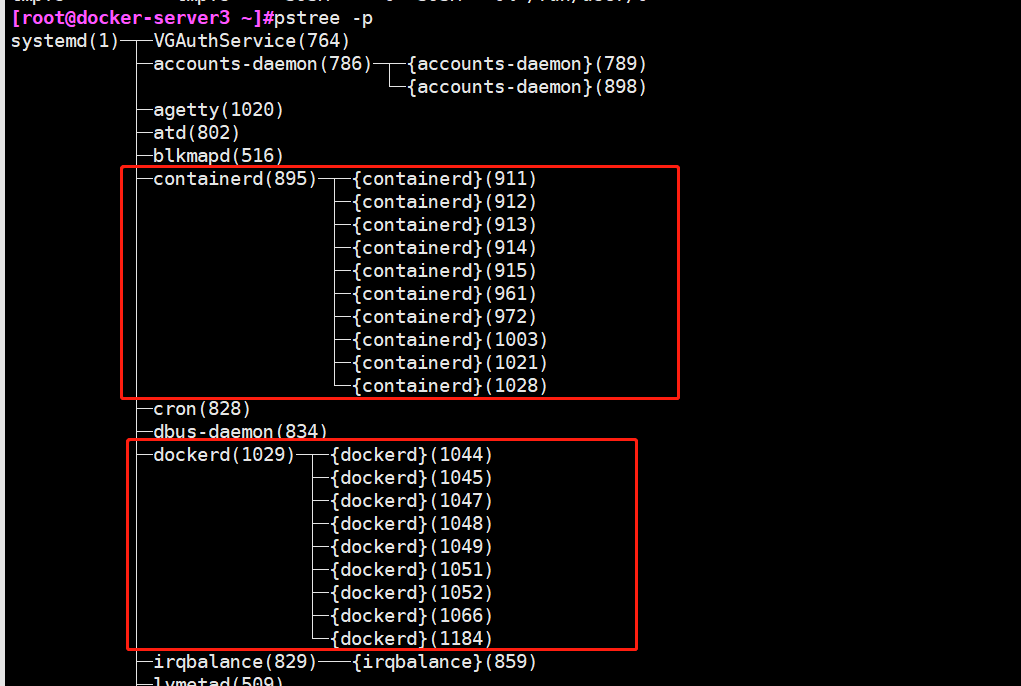 [root@docker-server3 ~]#pstree -p
systemd(1)─┬─VGAuthService(764)
├─accounts-daemon(786)─┬─{accounts-daemon}(789)
└─{accounts-daemon}(898)
├─agetty(1020)
├─atd(802)
├─blkmapd(516)
├─containerd(895)─┬─{containerd}(911)
├─{containerd}(912)
├─{containerd}(913)
├─{containerd}(914)
├─{containerd}(915)
├─{containerd}(961)
├─{containerd}(972)
├─{containerd}(1003)
├─{containerd}(1021)
└─{containerd}(1028)
├─cron(828)
├─dbus-daemon(834)
├─dockerd(1029)─┬─{dockerd}(1044)
├─{dockerd}(1045)
├─{dockerd}(1047)
├─{dockerd}(1048)
├─{dockerd}(1049)
├─{dockerd}(1051)
├─{dockerd}(1052)
├─{dockerd}(1066)
└─{dockerd}(1184)
├─irqbalance(829)───{irqbalance}(859)
├─lvmetad(509)